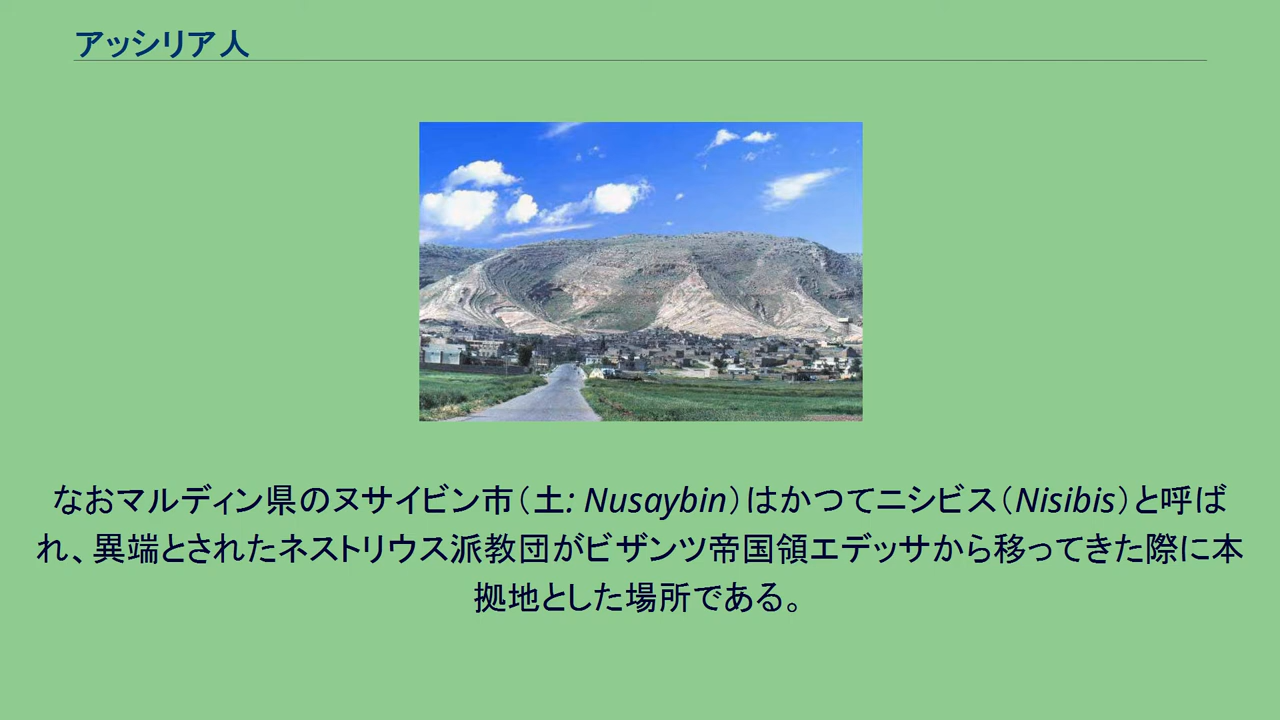 アッシリア人
なおマルディン県のヌサイビン市（土: Nusaybin）はかつてニシビス（Nisibis）と呼ば
れ、異端とされたネストリウス派教団がビザンツ帝国領エデッサから移ってきた際に本
拠地とした場所である。